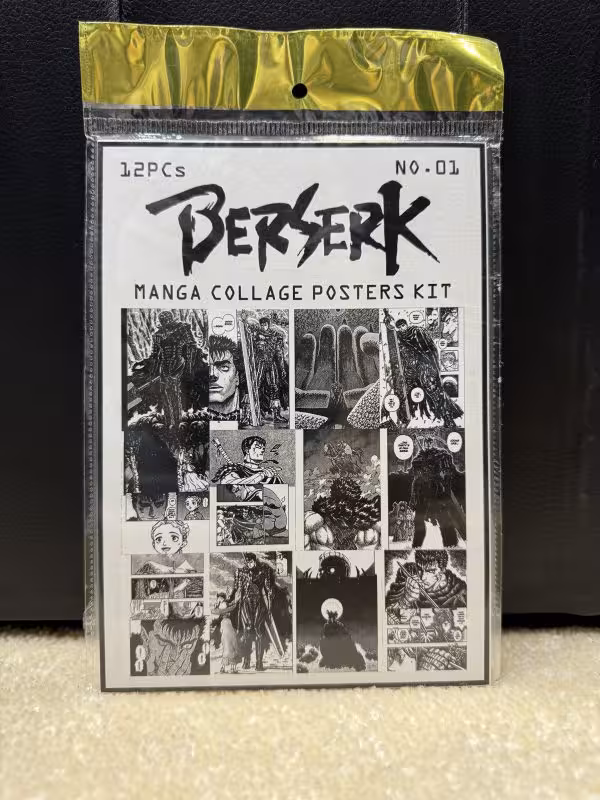 12PCs
NO.01
BERSERK
MANGA COLLAGE POSTERS KIT